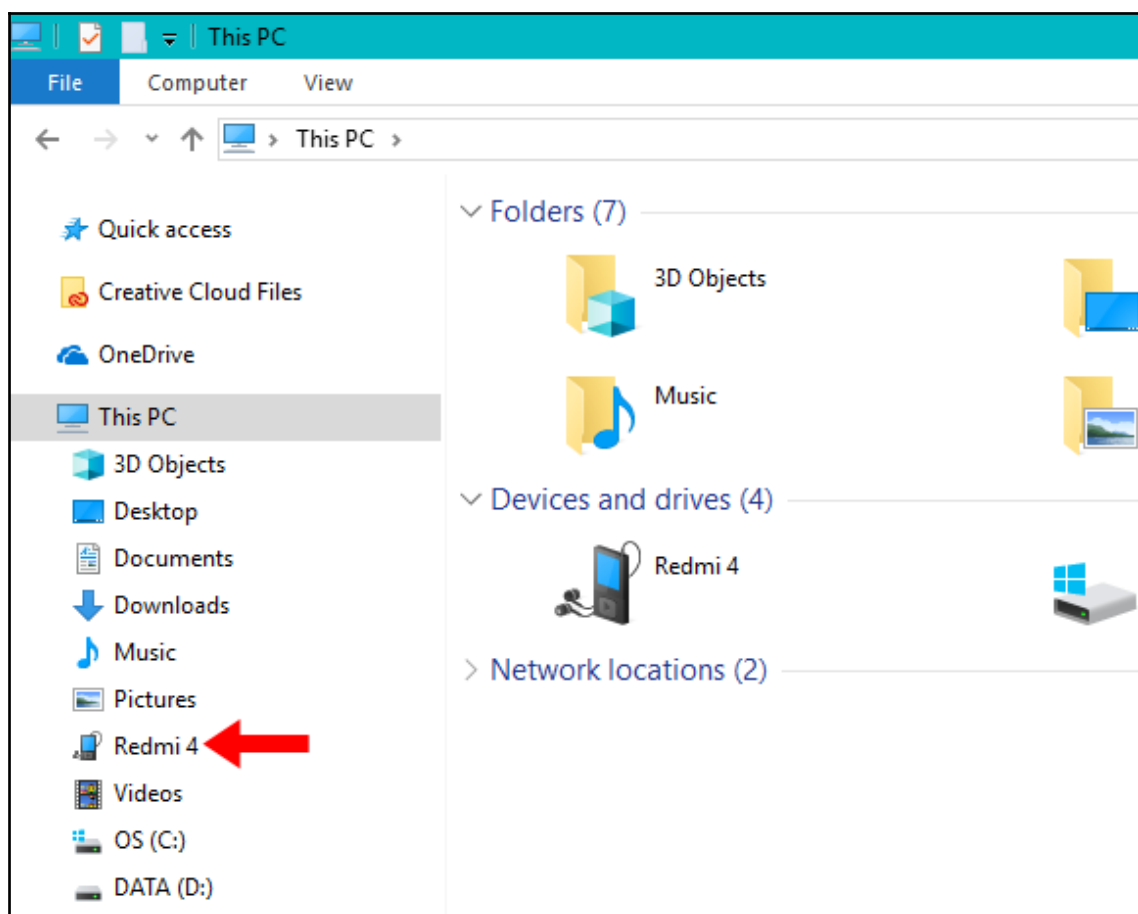 This PC
File Computer View
This PC
Quick access
Creative Cloud Files
OneDrive
This PC
3D Objects
Desktop
Documents
Downloads
Music
Pictures
Redmi 4
Videos
OS (C:)
DATA (D:)
Folders (7)
3D Objects
Music
Devices and drives (4)
Redmi 4
Network locations (2)